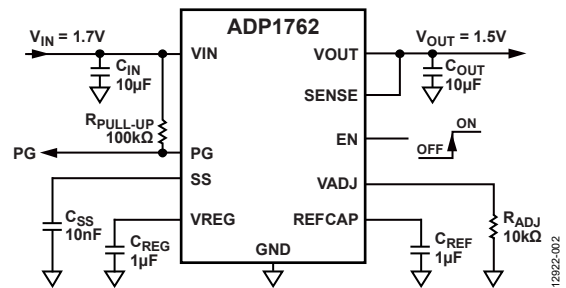 ADP1762
VIN = 1.7V
VIN
VOUT
VOUT = 1.5V
CIN
10µF
COUT
10µF
SENSE
RPULL-UP
100kΩ
EN
ON
OFF
PG
PG
SS
VADJ
CSS
10nF
VREG
REFCAP
RADJ
10kΩ
CREG
1µF
CREF
1µF
GND
12922-002